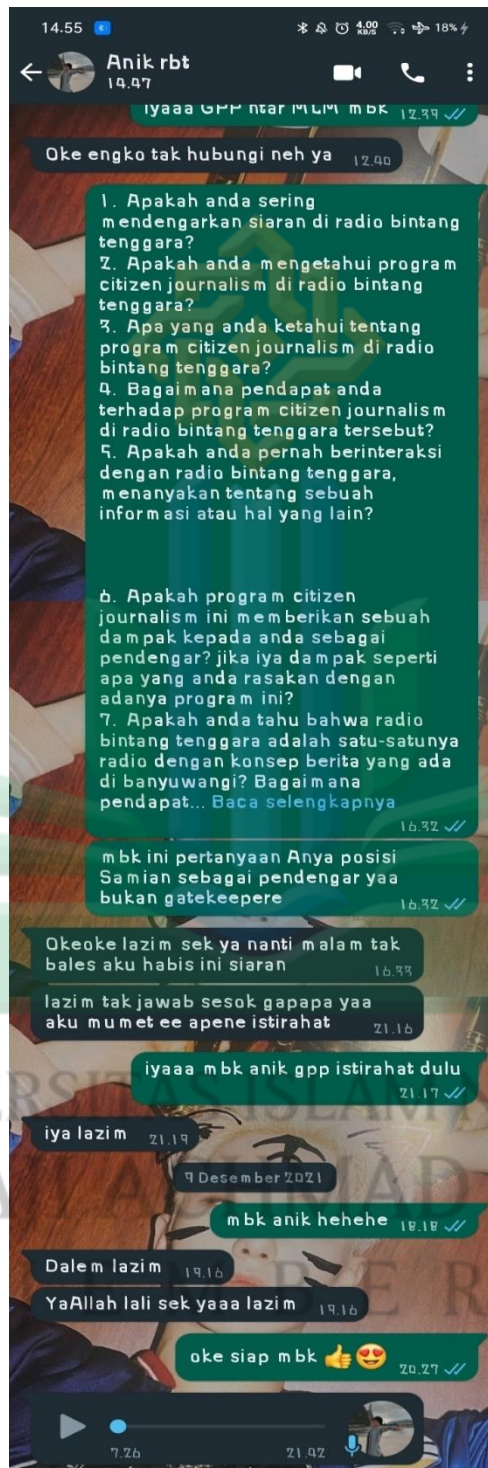 14.55
4.00 KB/S
18%
Anik rbt
14.47
iyaaa GPP ntar MLM mbk 12.39
Oke engko tak hubungi neh ya 12.40
1. Apakah anda sering
mendengarkan siaran di radio bintang
tenggara?
2. Apakah anda mengetahui program
citizen journalism di radio bintang
tenggara?
3. Apa yang anda ketahui tentang
program citizen journalism di radio
bintang tenggara?
4. Bagaimana pendapat anda
terhadap program citizen journalism
di radio bintang tenggara tersebut?
5. Apakah anda pernah berinteraksi
dengan radio bintang tenggara,
menanyakan tentang sebuah
informasi atau hal yang lain?
6. Apakah program citizen
journalism ini memberikan sebuah
dampak kepada anda sebagai
pendengar? jika iya dampak seperti
apa yang anda rasakan dengan
adanya program ini?
7. Apakah anda tahu bahwa radio
bintang tenggara adalah satu-satunya
radio dengan konsep berita yang ada
di banyuwangi? Bagaimana
pendapat... Baca selengkapnya
16.32
mbk ini pertanyaan Anya posisi
Samian sebagai pendengar yaa
bukan gatekeepere
16.32
Okeoke lazim sek ya nanti malam tak
bales aku habis ini siaran
16.33
lazim tak jawab sesok gapapa yaa
aku mumet ee apene istirahat
21.16
iyaaa mbk anik gpp istirahat dulu
21.17
iya lazim 21.19
9 Desember 2021
mbk anik hehehe 18.18
Dalem lazim 19.16
YaAllah lali sek yaaa lazim 19.16
oke siap mbk 👍😍 20.27
7.26
21.42